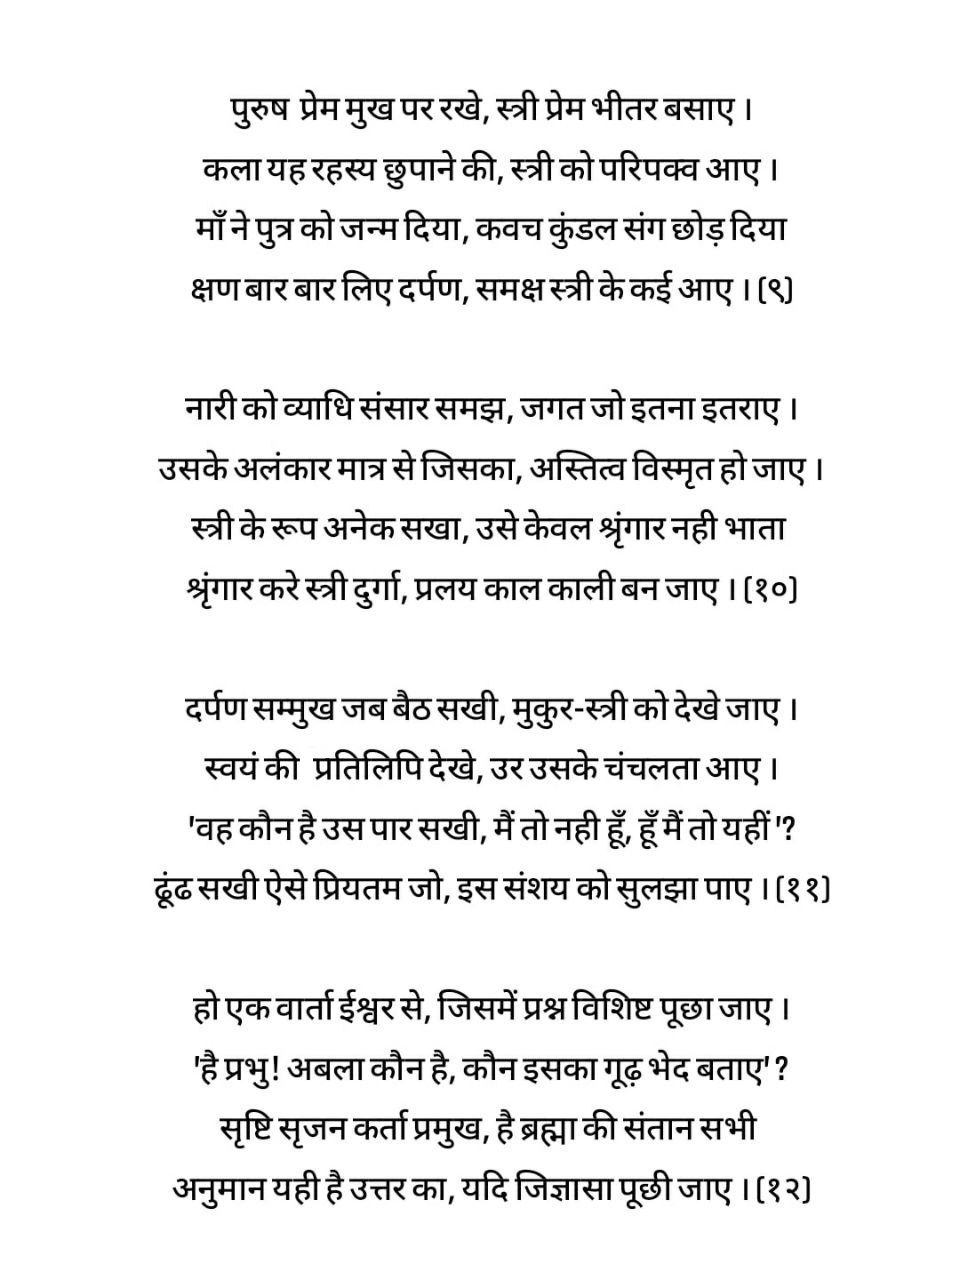 पुरुष प्रेम मुख पर रखे, स्त्री प्रेम भीतर बसाए ।
कला यह रहस्य छुपाने की, स्त्री को परिपक्व आए ।
माँ ने पुत्र को जन्म दिया, कवच कुंडल संग छोड़ दिया
क्षण बार बार लिए दर्पण, समक्ष स्त्री के कई आए । (९)
नारी को व्याधि संसार समझ, जगत जो इतना इतराए ।
उसके अलंकार मात्र से जिसका, अस्तित्व विस्मृत हो जाए ।
स्त्री के रूप अनेक सखा, उसे केवल श्रृंगार नही भाता
श्रृंगार करे स्त्री दुर्गा, प्रलय काल काली बन जाए । (१०)
दर्पण सम्मुख जब बैठ सखी, मुकुर-स्त्री को देखे जाए ।
स्वयं की प्रतिलिपि देखे, उर उसके चंचलता आए ।
'वह कौन है उस पार सखी, मैं तो नही हूँ, हूँ मैं तो यहीं '?
ढूंढ सखी ऐसे प्रियतम जो, इस संशय को सुलझा पाए । (११)
हो एक वार्ता ईश्वर से, जिसमें प्रश्न विशिष्ट पूछा जाए ।
'है प्रभु! अबला कौन है, कौन इसका गूढ़ भेद बताए' ?
सृष्टि सृजन कर्ता प्रमुख, है ब्रह्मा की संतान सभी
अनुमान यही है उत्तर का, यदि जिज्ञासा पूछी जाए । (१२)